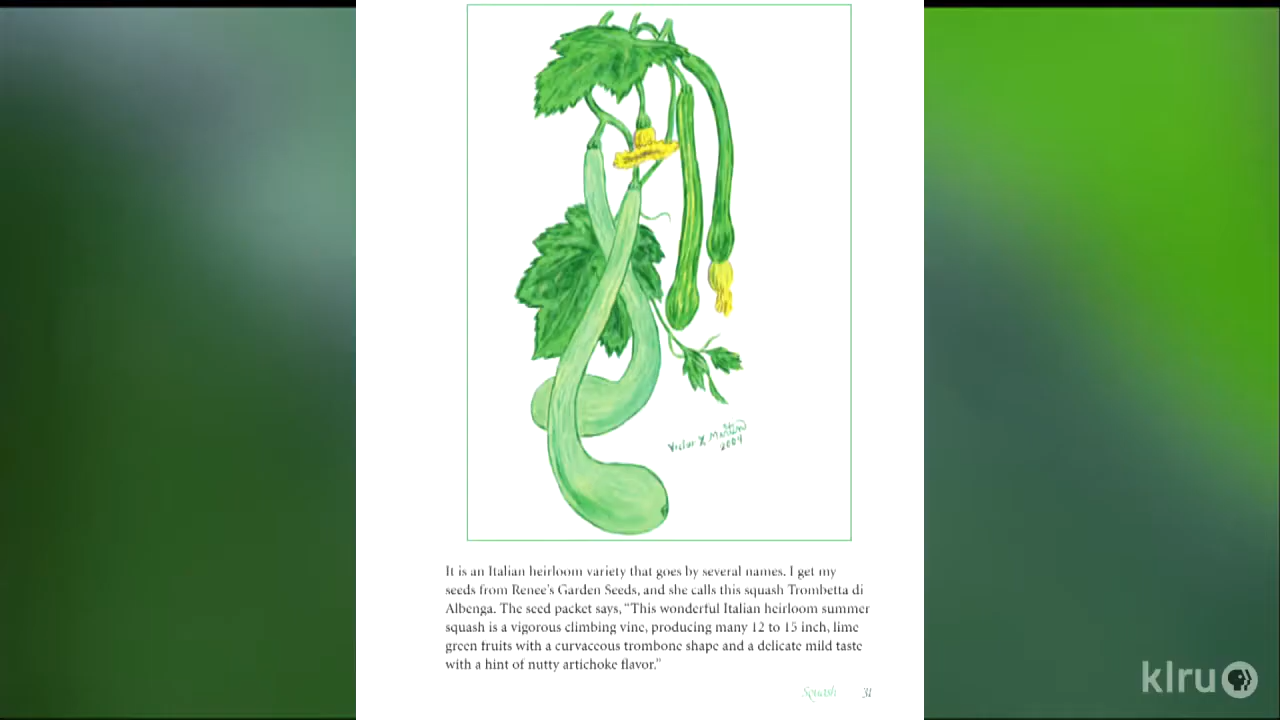 Victor Z Martin
2004
It is an Italian heirloom variety that goes by several names. I get my
seeds from Renee's Garden Seeds, and she calls this squash Trombetta di
Albenga. The seed packet says, "This wonderful Italian heirloom summer
squash is a vigorous climbing vine, producing many 12 to 15 inch, lime
green fruits with a curvaceous trombone shape and a delicate mild taste
with a hint of nutty artichoke flavor."
Squash 31
klru